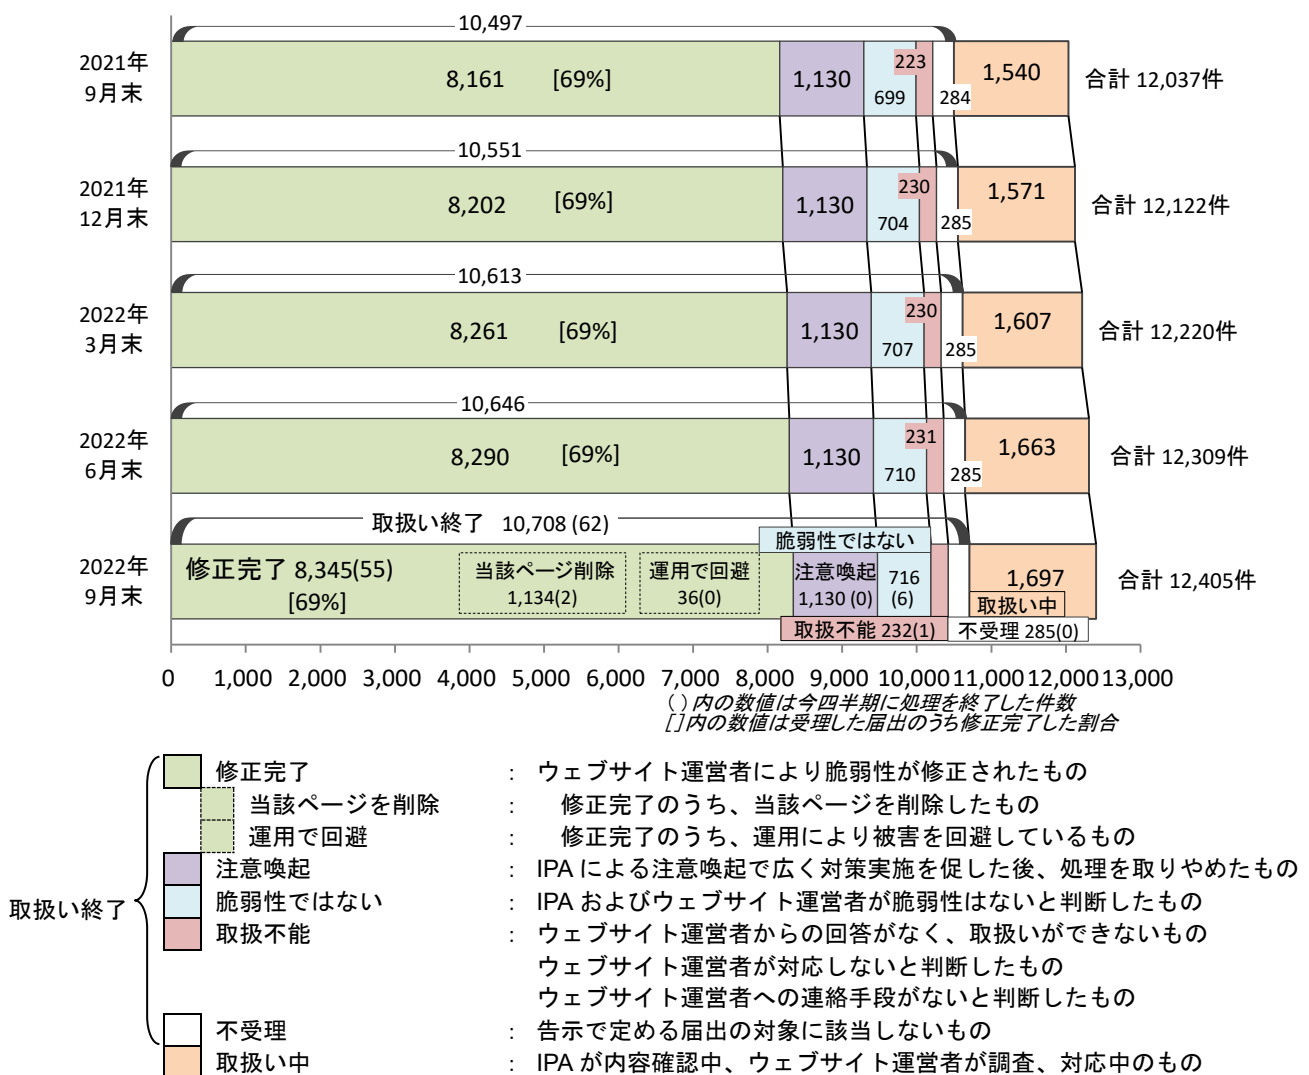 10,497
2021年
9月末
8,161 [69%] 1,130 699 223 284 1,540 合計 12,037件
10,551
2021年
12月末
8,202 [69%] 1,130 704 230 285 1,571 合計 12,122件
10,613
2022年
3月末
8,261 [69%] 1,130 707 230 285 1,607 合計 12,220件
10,646
2022年
6月末
8,290 [69%] 1,130 710 231 285 1,663 合計 12,309件
取扱い終了 10,708 (62)
脆弱性ではない
2022年
9月末
修正完了 8,345(55)
[69%]
当該ページ削除
1,134(2)
運用で回避
36(0)
注意喚起
1,130 (0)
716
(6)
1,697
取扱い中
合計 12,405件
取扱不能 232(1) 不受理 285(0)
0 1,000 2,000 3,000 4,000 5,000 6,000 7,000 8,000 9,000 10,000 11,000 12,000 13,000
( )内の数値は今四半期に処理を終了した件数
[]内の数値は受理した届出のうち修正完了した割合
取扱い終了
修正完了 : ウェブサイト運営者により脆弱性が修正されたもの
当該ページを削除 : 修正完了のうち、当該ページを削除したもの
運用で回避 : 修正完了のうち、運用により被害を回避しているもの
注意喚起 : IPA による注意喚起で広く対策実施を促した後、処理を取りやめたもの
脆弱性ではない : IPA およびウェブサイト運営者が脆弱性はないと判断したもの
取扱不能 : ウェブサイト運営者からの回答がなく、取扱いができないもの
ウェブサイト運営者が対応しないと判断したもの
ウェブサイト運営者への連絡手段がないと判断したもの
不受理 : 告示で定める届出の対象に該当しないもの
取扱い中 : IPA が内容確認中、ウェブサイト運営者が調査、対応中のもの